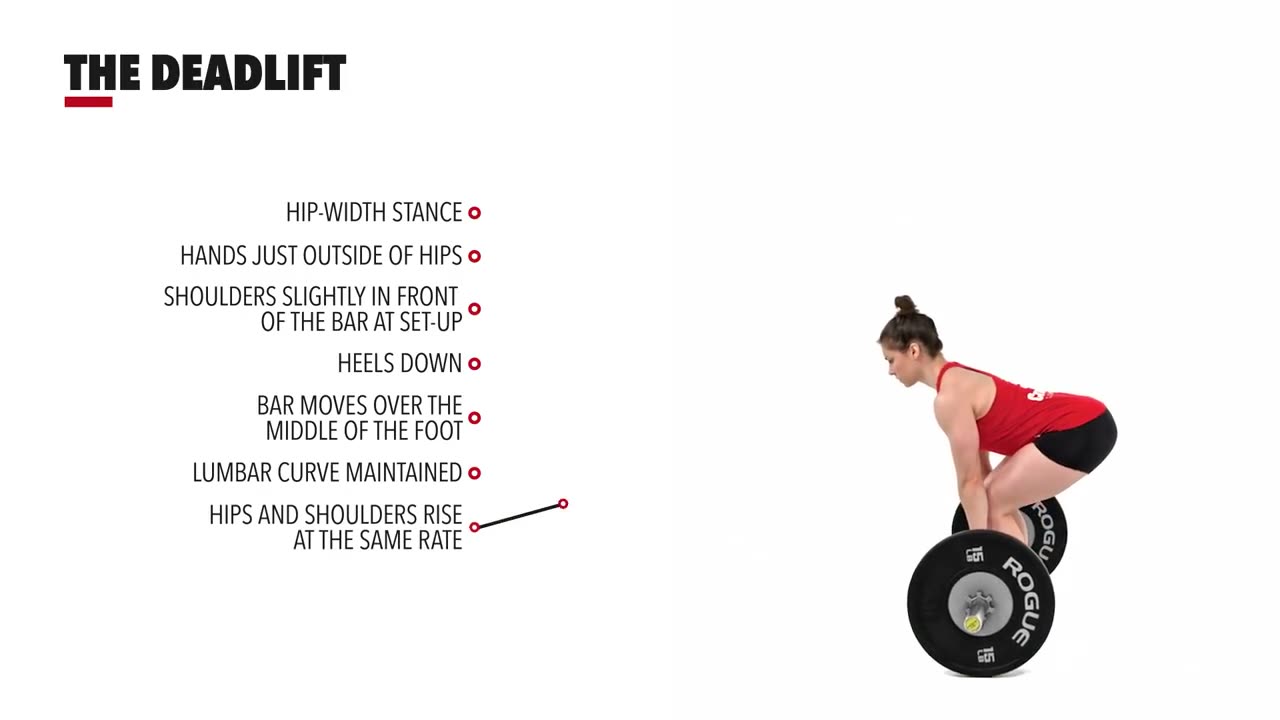 THE DEADLIFT
HIP-WIDTH STANCE
HANDS JUST OUTSIDE OF HIPS
SHOULDERS SLIGHTLY IN FRONT
OF THE BAR AT SET-UP
HEELS DOWN
BAR MOVES OVER THE
MIDDLE OF THE FOOT
LUMBAR CURVE MAINTAINED
HIPS AND SHOULDERS RISE
AT THE SAME RATE
ROGUE
15
LB
ROGUE
15
LB